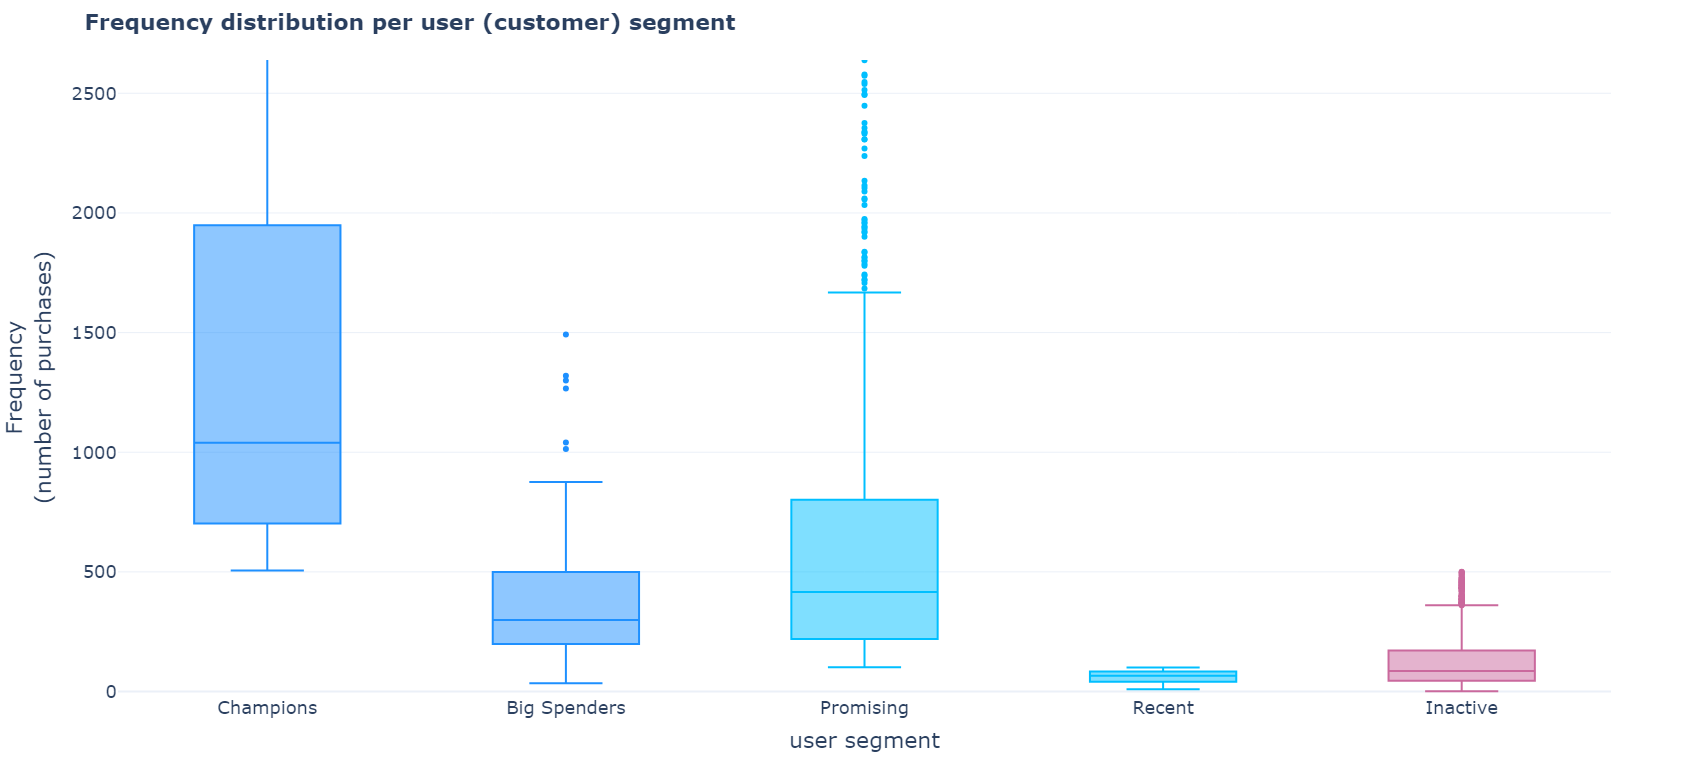 Frequency distribution per user (customer) segment
Frequency
(number of purchases)
2500
2000
1500
1000
500
0
Champions
Big Spenders
Promising
Recent
Inactive
user segment